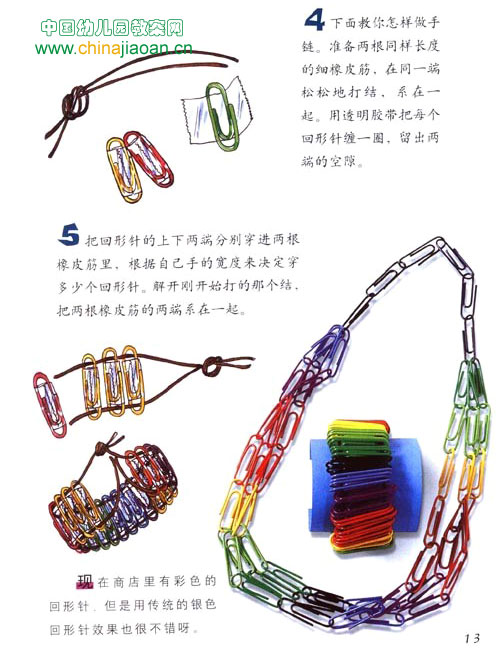 中国幼儿园教案网
www.chinajiaoan.cn
4 下面教你怎样做手
链。准备两根同样长度
的细橡皮筋，在同一端
松松地打结，系在一
起。用透明胶带把每个
回形针缠一圈，留出两
端的空隙。
5 把回形针的上下两端分别穿进两根
橡皮筋里，根据自己手的宽度来决定穿
多少个回形针。解开刚开始打的那个结，
把两根橡皮筋的两端系在一起。
现在商店里有彩色的
回形针，但是用传统的银色
回形针效果也很不错呀。
13